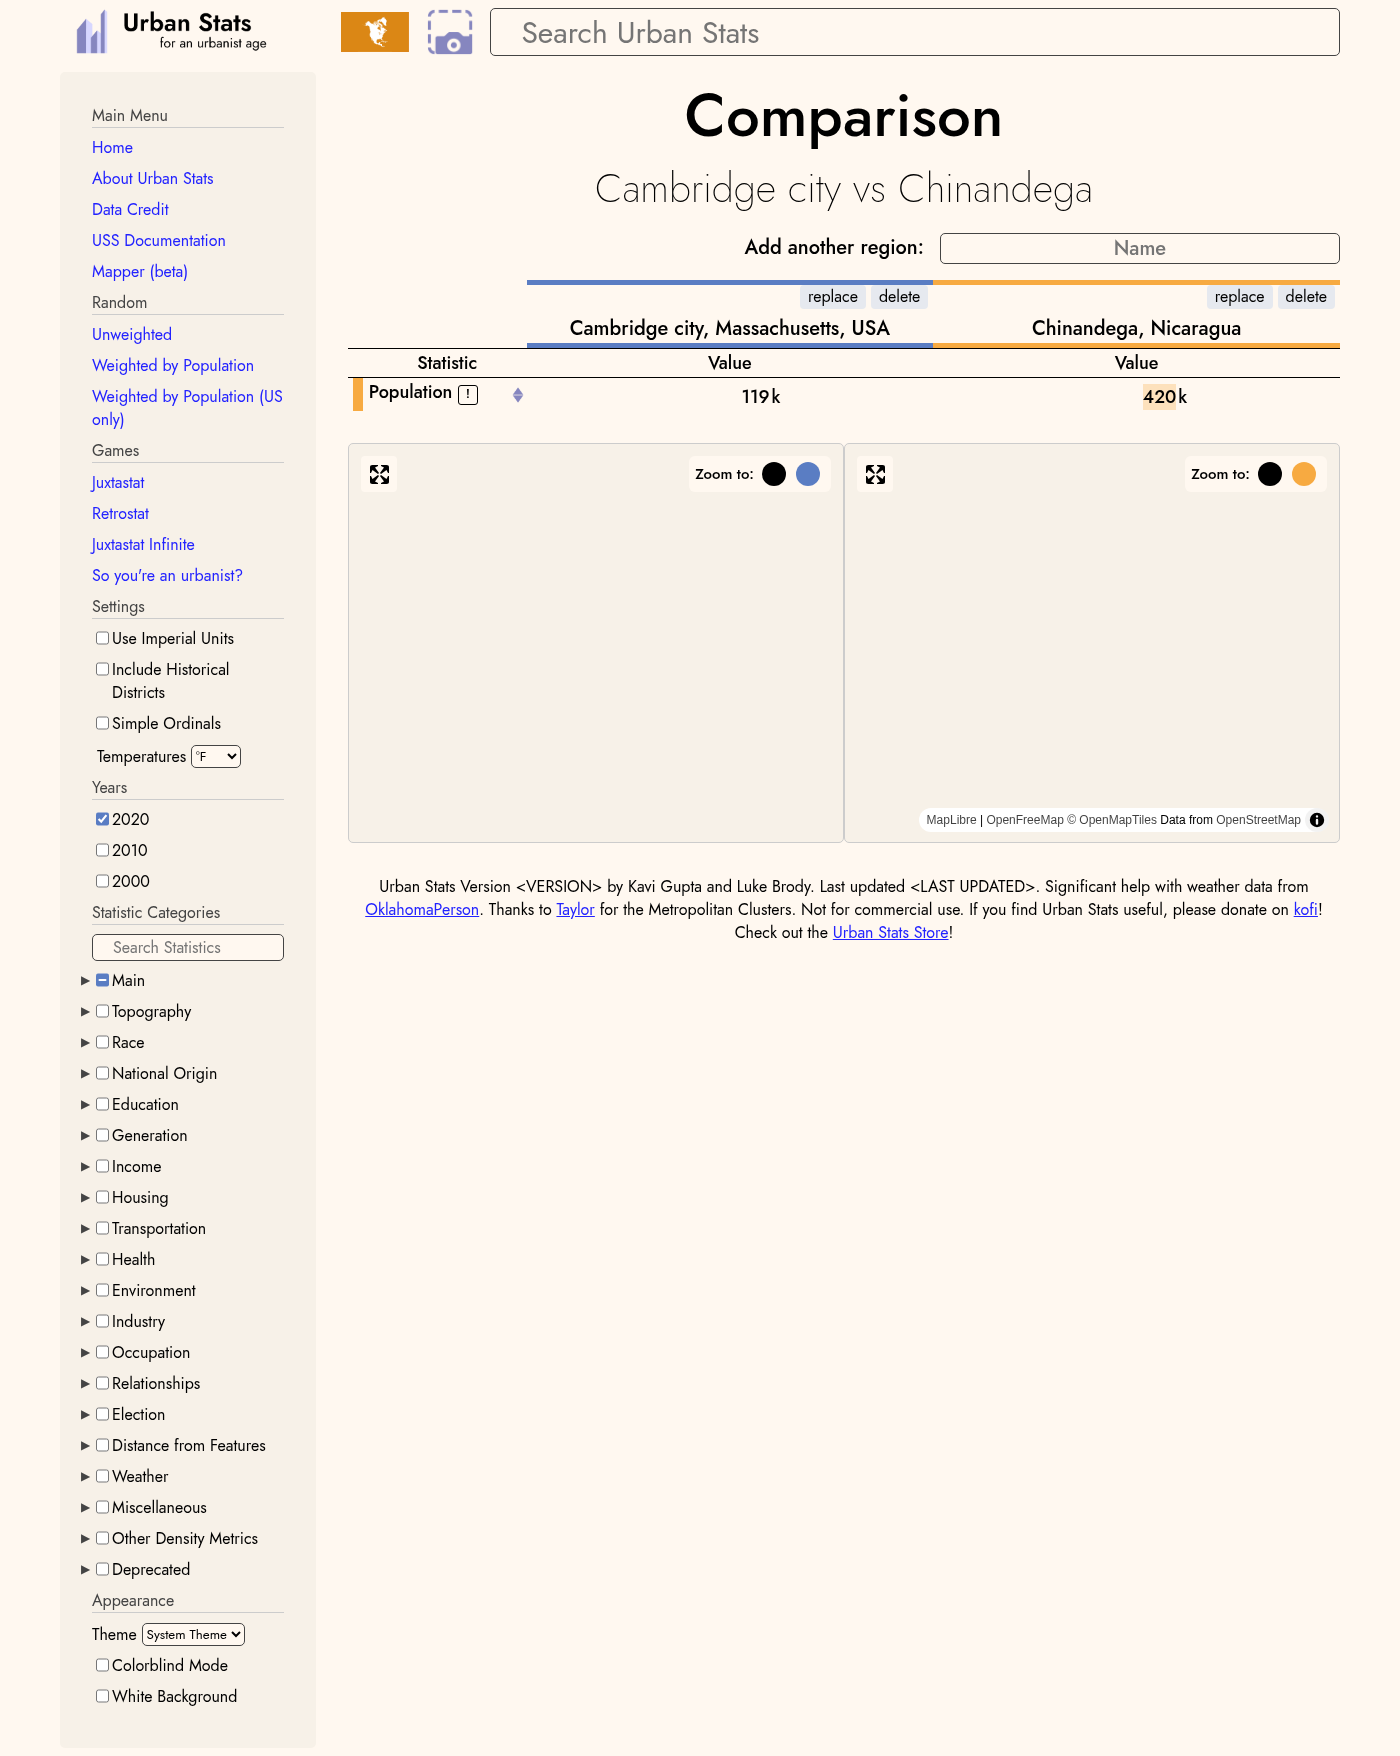 Urban Stats
for an urbanist age
Search Urban Stats
Main Menu
Home
About Urban Stats
Data Credit
USS Documentation
Mapper (beta)
Random
Unweighted
Weighted by Population
Weighted by Population (US
only)
Games
Juxtastat
Retrostat
Juxtastat Infinite
So you're an urbanist?
Settings
Use Imperial Units
Include Historical
Districts
Simple Ordinals
Temperatures °F
Years
2020
2010
2000
Statistic Categories
Search Statistics
Main
Topography
Race
National Origin
Education
Generation
Income
Housing
Transportation
Health
Environment
Industry
Occupation
Relationships
Election
Distance from Features
Weather
Miscellaneous
Other Density Metrics
Deprecated
Appearance
Theme System Theme
Colorblind Mode
White Background
Comparison
Cambridge city vs Chinandega
Add another region: Name
replace delete replace delete
Cambridge city, Massachusetts, USA Chinandega, Nicaragua
Statistic Value Value
Population ! 119k 420k
Zoom to: Zoom to:
MapLibre | OpenFreeMap © OpenMapTiles Data from OpenStreetMap
Urban Stats Version <VERSION> by Kavi Gupta and Luke Brody. Last updated <LAST UPDATED>. Significant help with weather data from
OklahomaPerson. Thanks to Taylor for the Metropolitan Clusters. Not for commercial use. If you find Urban Stats useful, please donate on kofi!
Check out the Urban Stats Store!